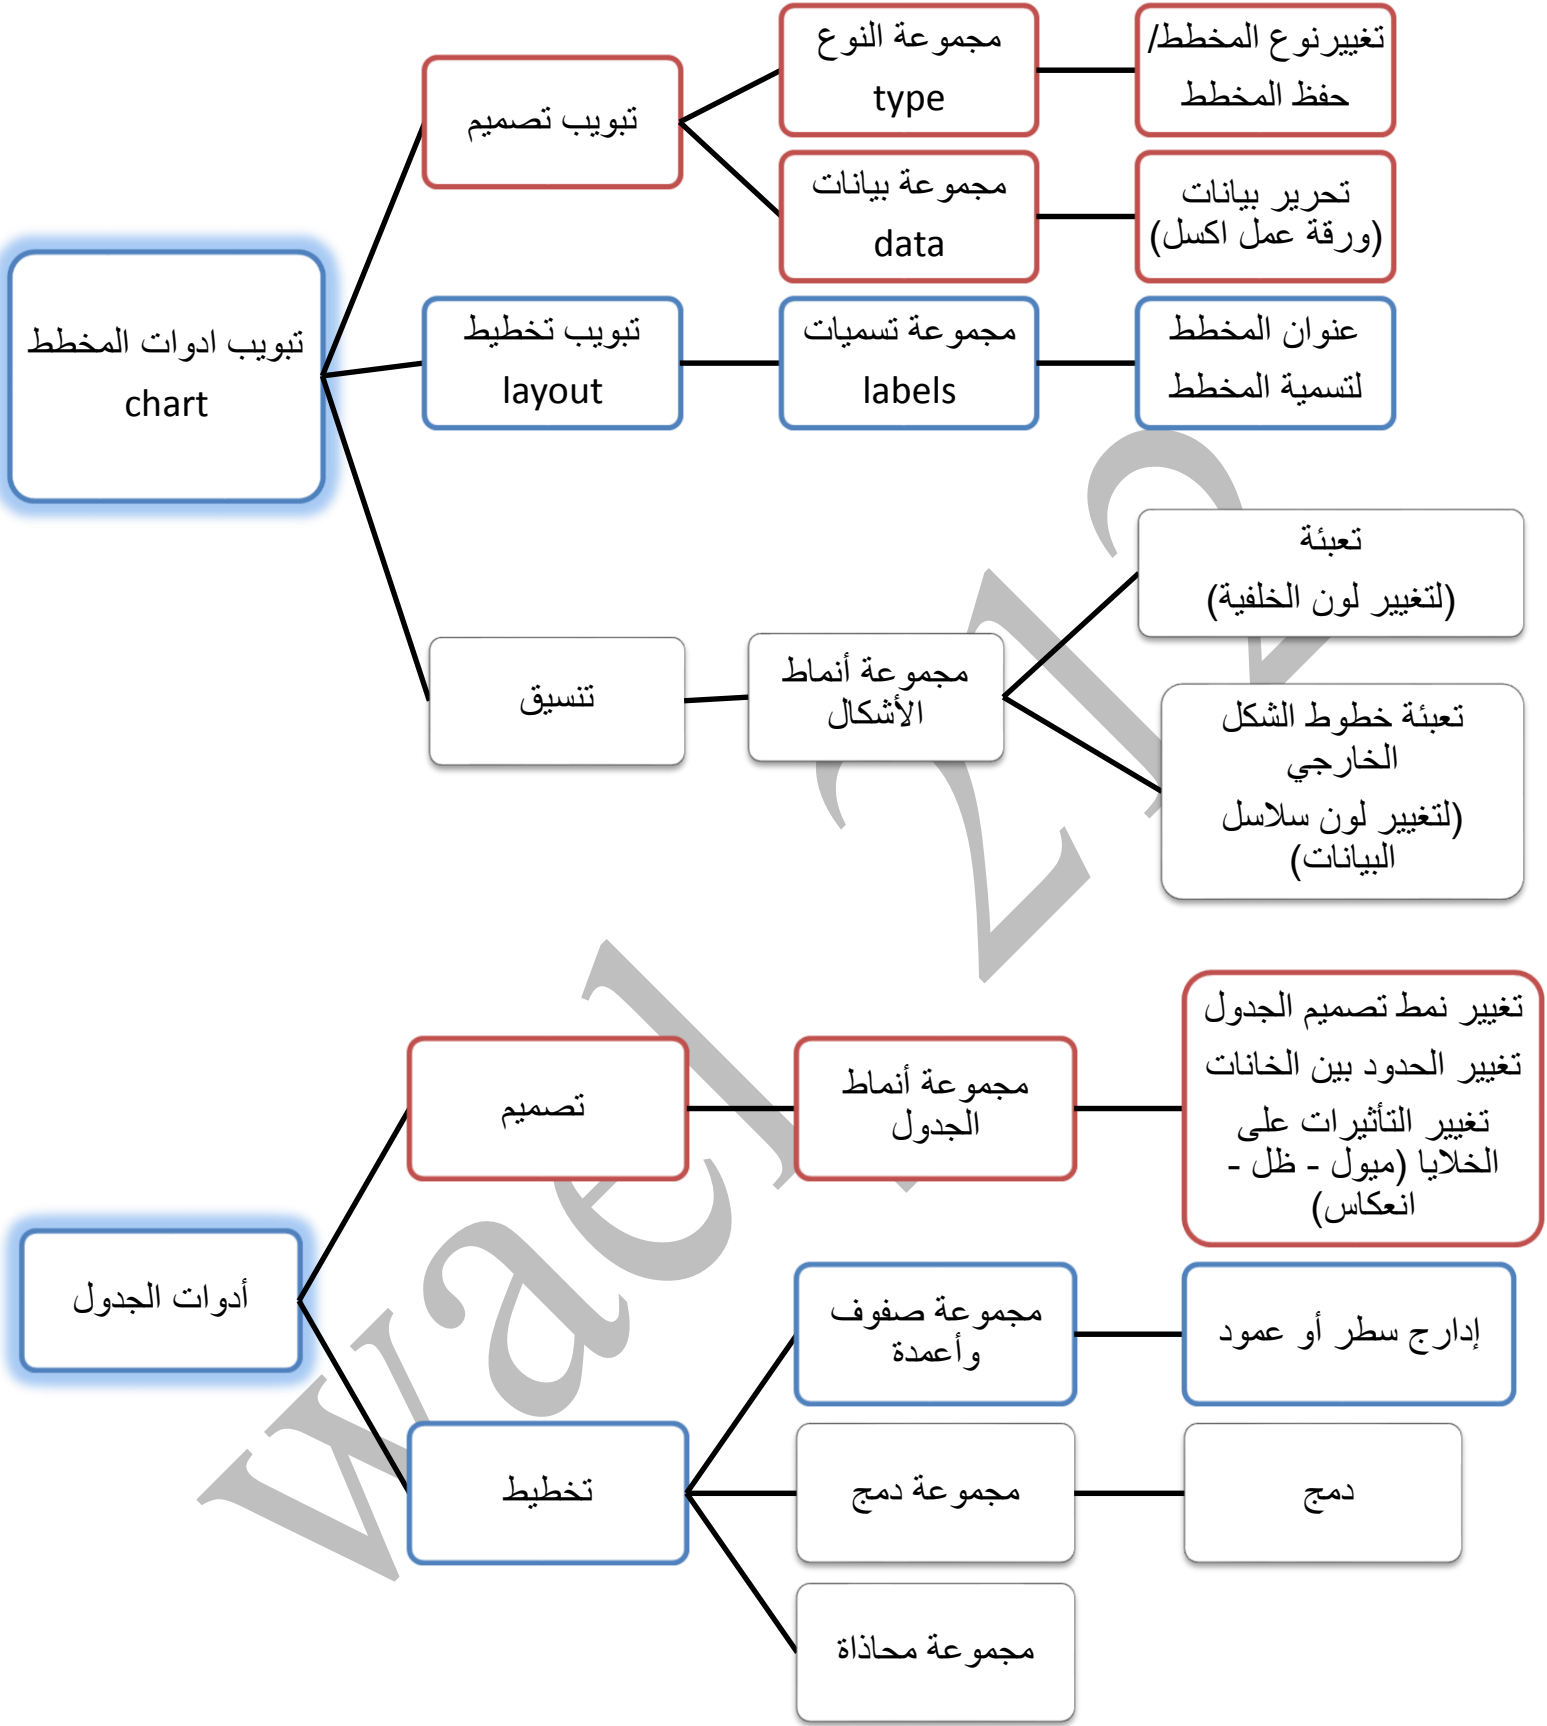 تبويب ادوات المخطط
chart
تبويب تصميم
مجموعة النوع
type
تغييرنوع المخطط/
حفظ المخطط
مجموعة بيانات
data
تحرير بيانات
(ورقة عمل اكسل)
تبويب تخطيط
layout
مجموعة تسميات
labels
عنوان المخطط
لتسمية المخطط
تنسيق
مجموعة أنماط
الأشكال
تعبئة
(لتغيير لون الخلفية)
تعبئة خطوط الشكل
الخارجي
(لتغيير لون سلاسل
البيانات)
أدوات الجدول
تصميم
مجموعة أنماط
الجدول
تغيير نمط تصميم الجدول
تغيير الحدود بين الخانات
تغيير التأثيرات على
الخلايا (ميول - ظل -
انعكاس)
تخطيط
مجموعة صفوف
وأعمدة
إدارج سطر أو عمود
مجموعة دمج
دمج
مجموعة محاذاة
wael